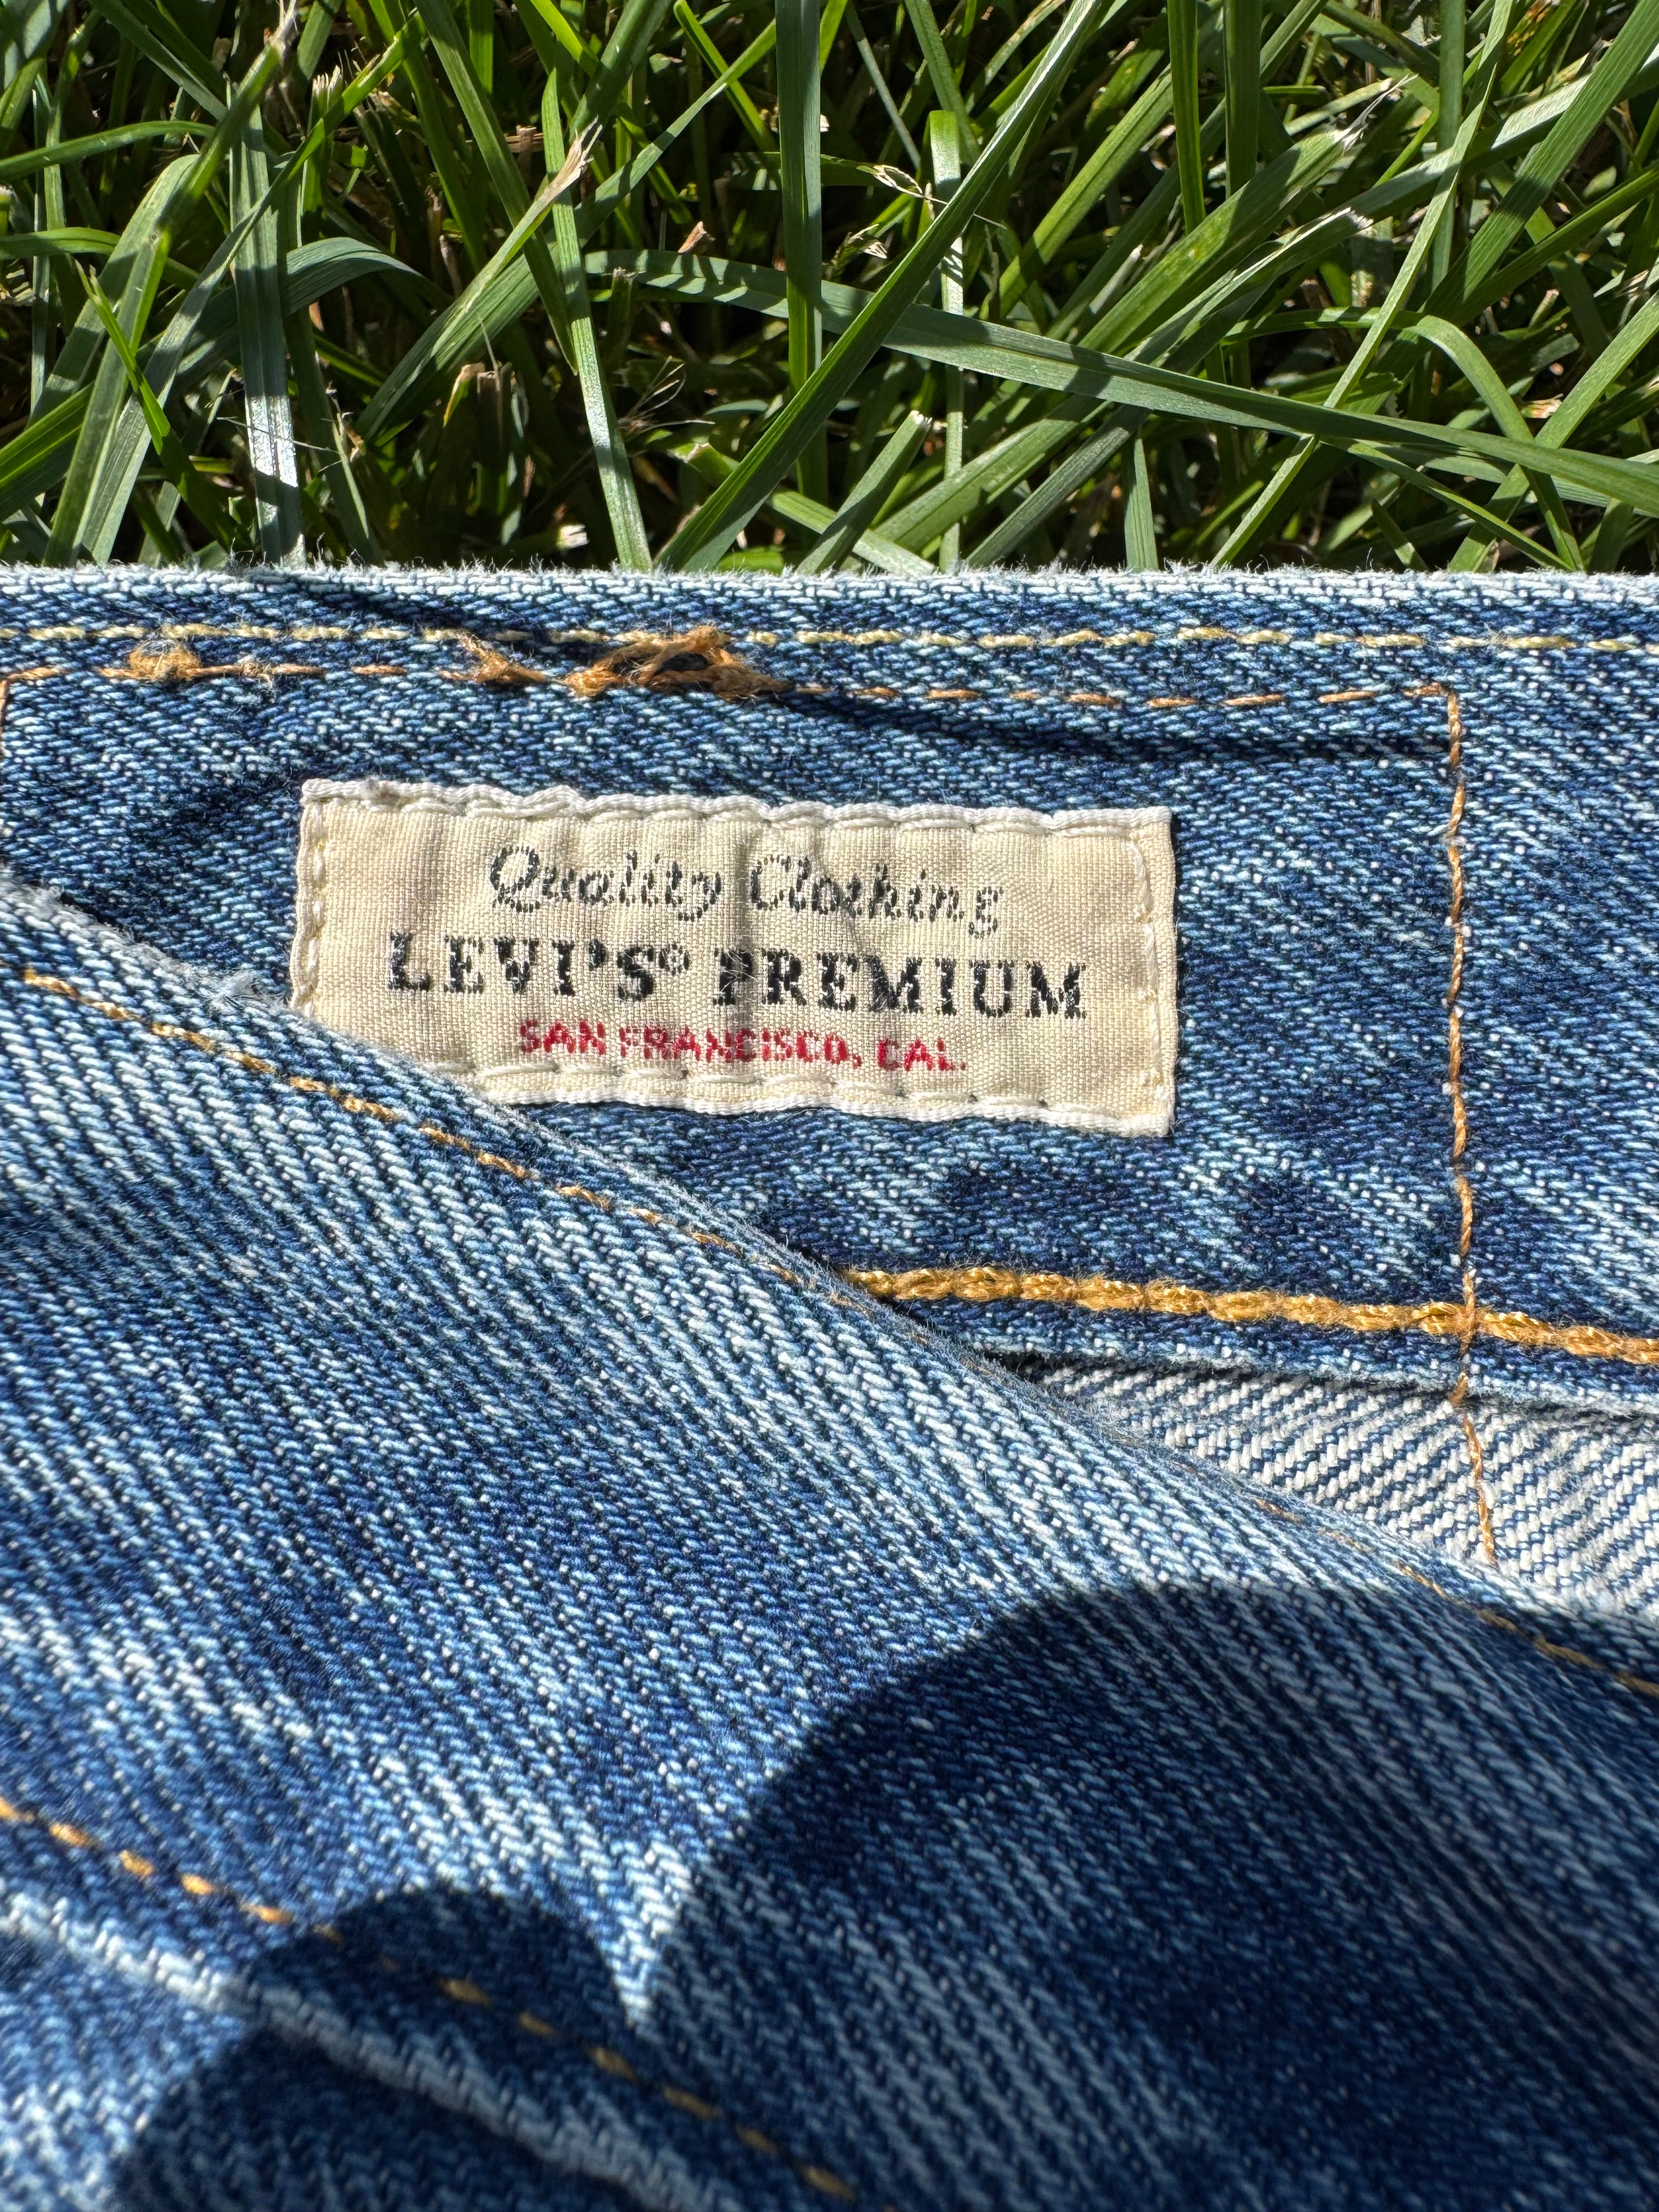 Quality Clothing
LEVI'S® PREMIUM
SAN FRANCISCO, CAL.